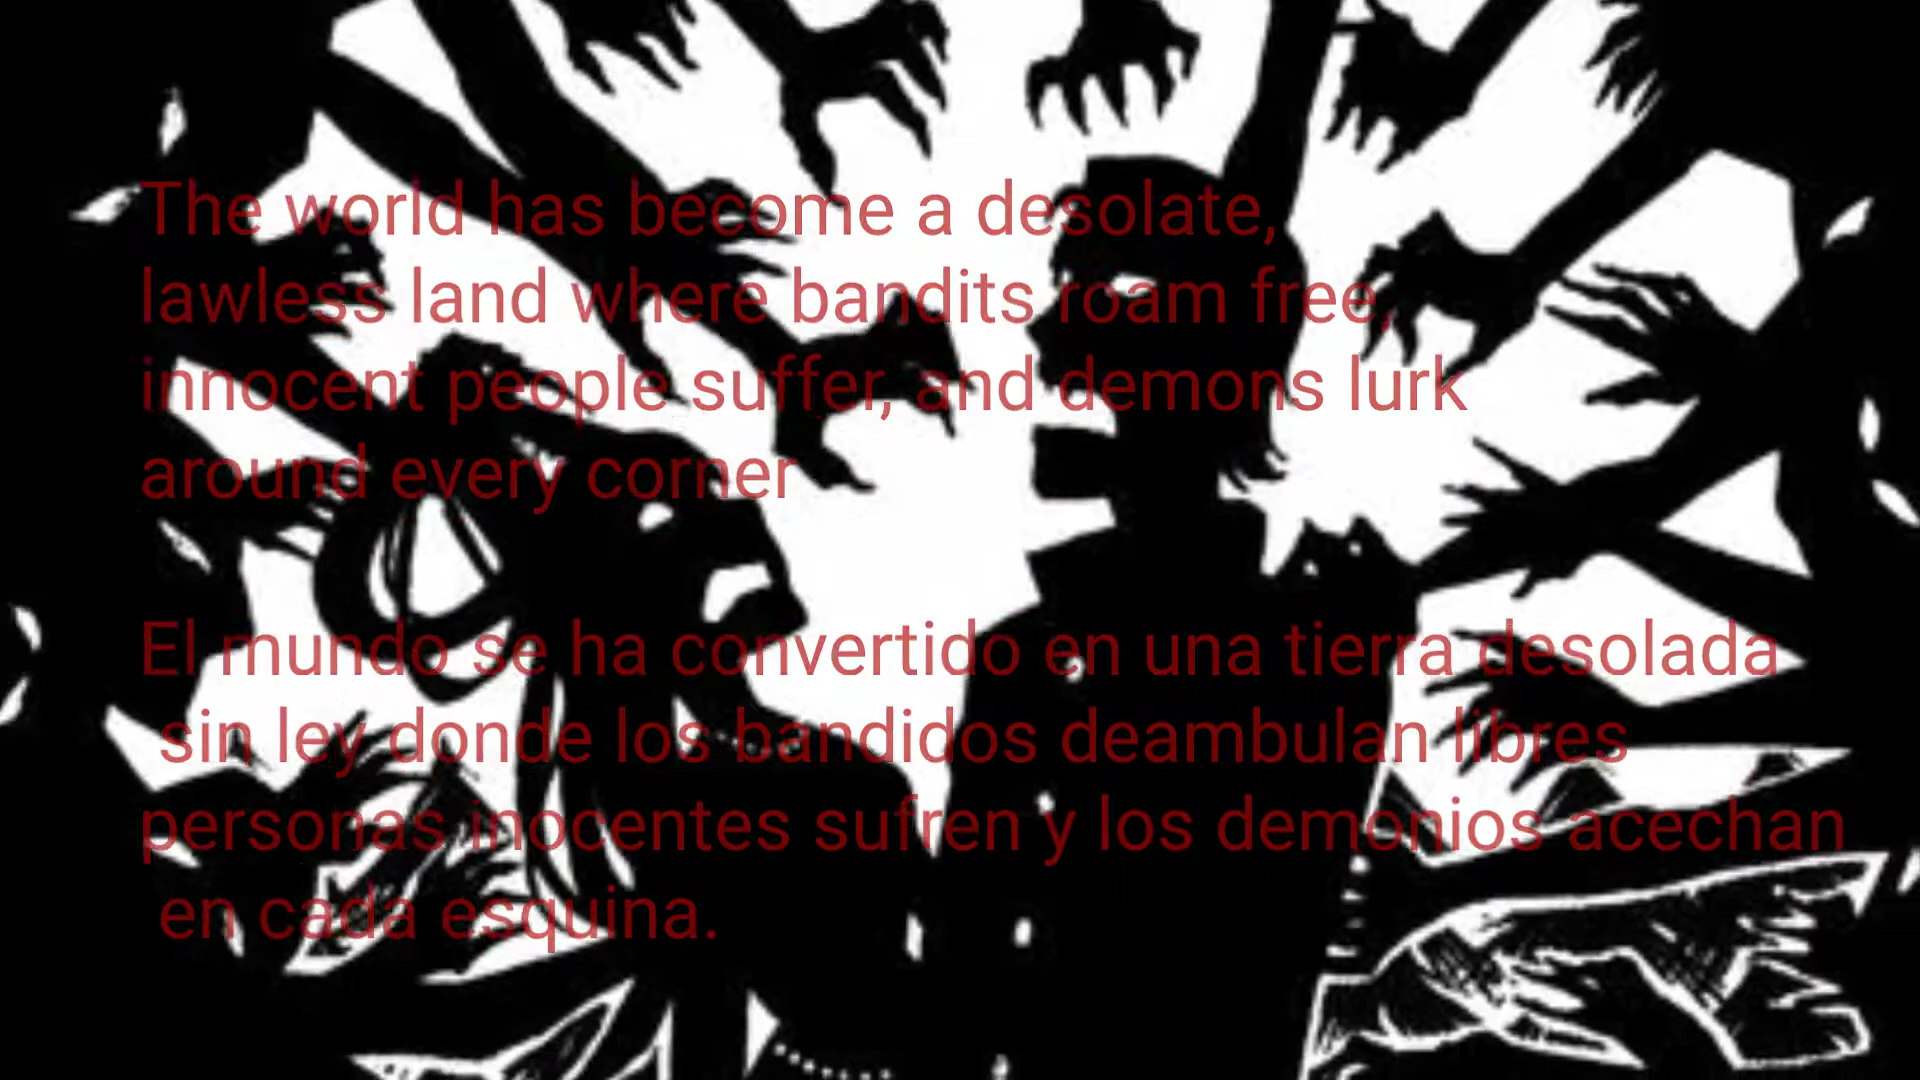 The world has become a desolate,
lawless land where bandits roam free,
innocent people suffer, and demons lurk
around every corner
El mundo se ha convertido en una tierra desolada
sin ley donde los bandidos deambulan libres
personas inocentes sufren y los demonios acechan
en cada esquina.